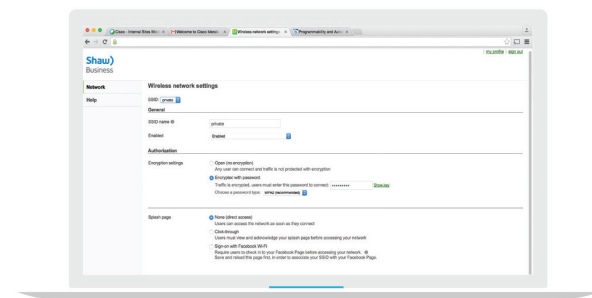 Cisco - Internal Sites
Welcome to Cisco
Wireless network settings
Programmability and
my profile | sign out
Shaw)
Business
Network
Help
Wireless network settings
SSID: private
General
SSID name
private
Enabled
Enabled
Authorization
Encryption settings
Open (no encryption)
Any user can connect and traffic is not protected with encryption
Encrypted with password
Traffic is encrypted, users must enter this password to connect: ••••••••• Show key
Choose a password type: WPA2 (recommended)
Splash page
None (direct access)
Users can access the network as soon as they connect
Click-through
Users must view and acknowledge your splash page before accessing your network
Sign-on with Facebook Wi-Fi
Require users to check in to your Facebook Page before accessing your network.
Save and reload this page first, in order to associate your SSID with your Facebook Page.